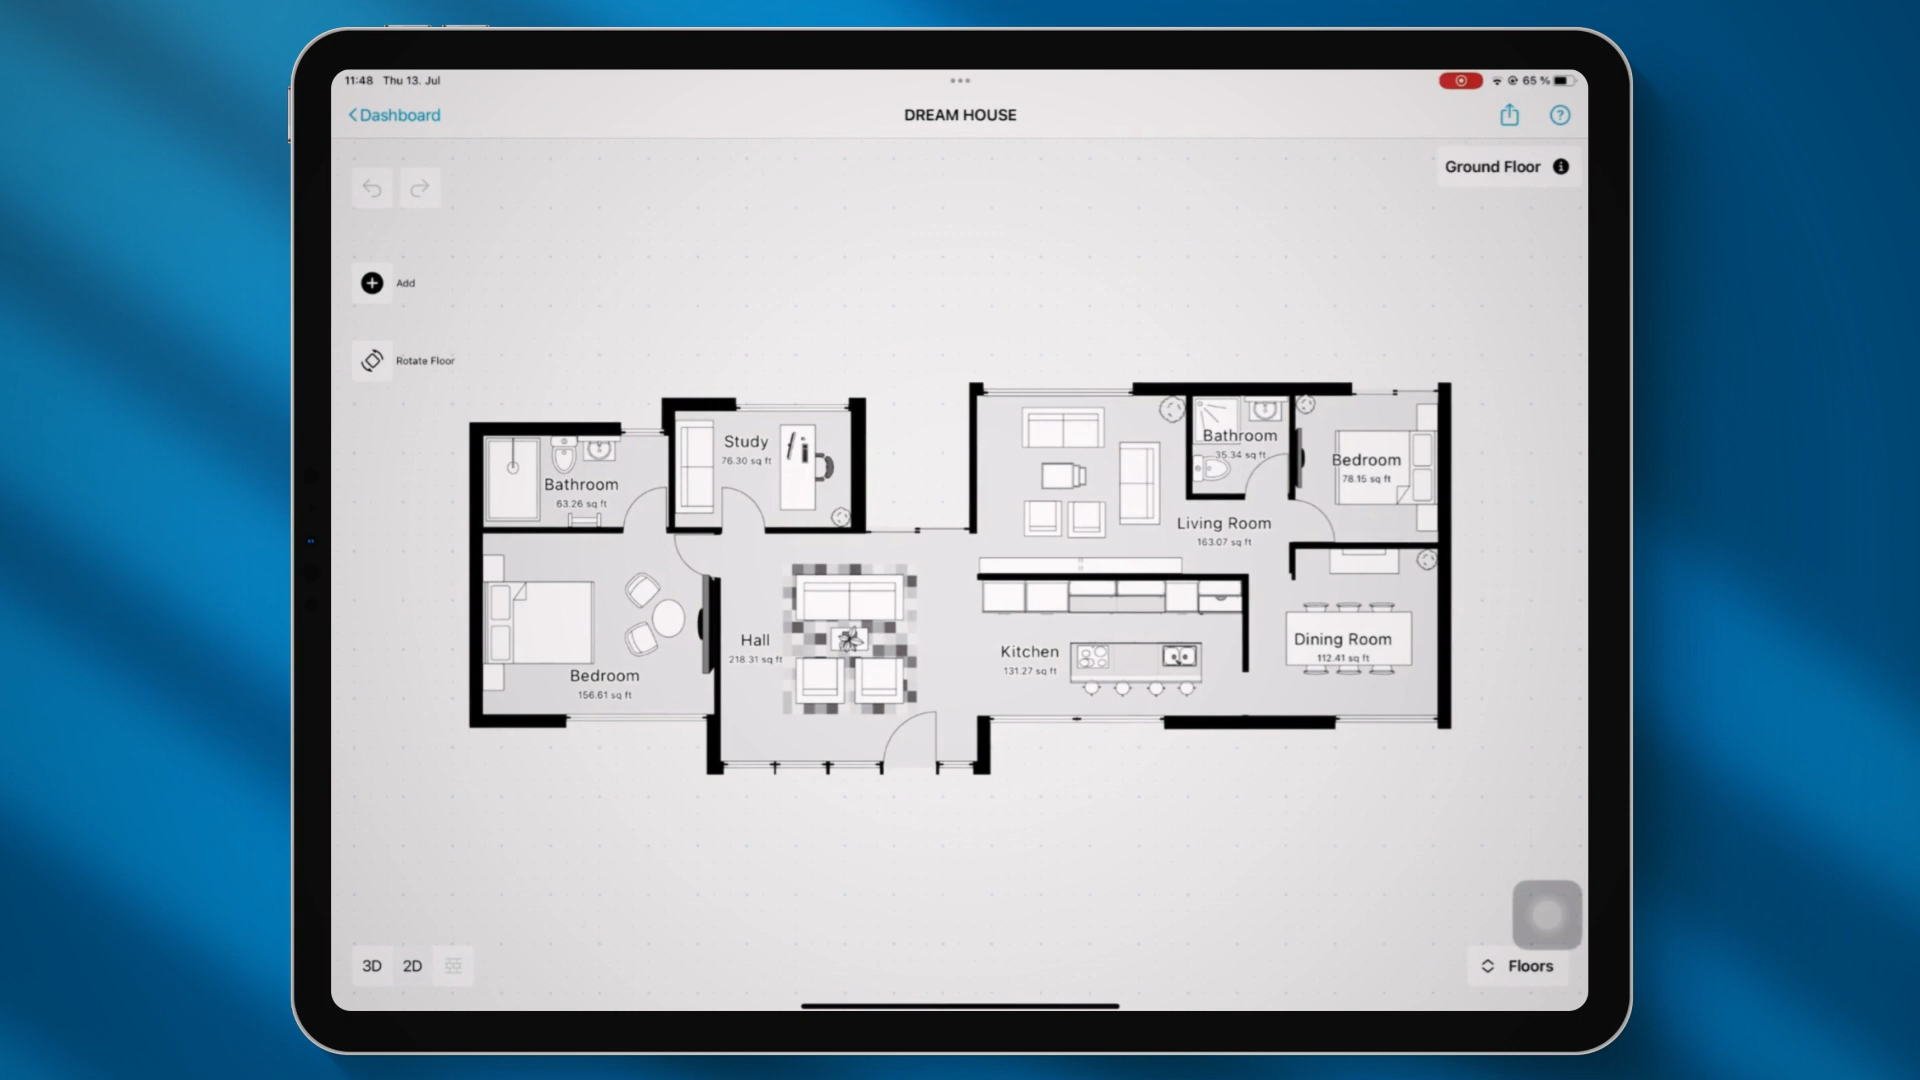 11:48 Thu 13. Jul
65 %
Dashboard
DREAM HOUSE
Ground Floor
Add
Rotate Floor
Study
76.30 sq ft
Bathroom
63.26 sq ft
Bathroom
35.34 sq ft
Bedroom
78.15 sq ft
Living Room
163.07 sq ft
Hall
218.31 sq ft
Kitchen
131.27 sq ft
Dining Room
112.41 sq ft
Bedroom
156.61 sq ft
3D 2D
Floors